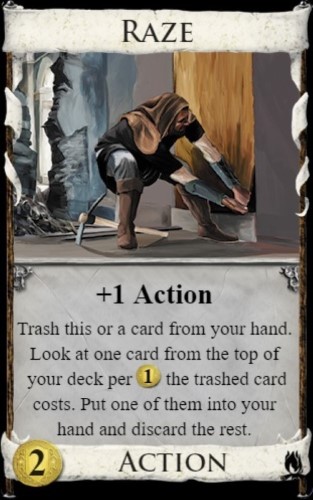 RAZE
+1 Action
Trash this or a card from your hand.
Look at one card from the top of
your deck per 1 the trashed card
costs. Put one of them into your
hand and discard the rest.
2 ACTION